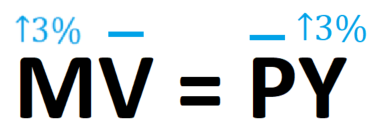 ↑3% — — ↑3%
MV = PY